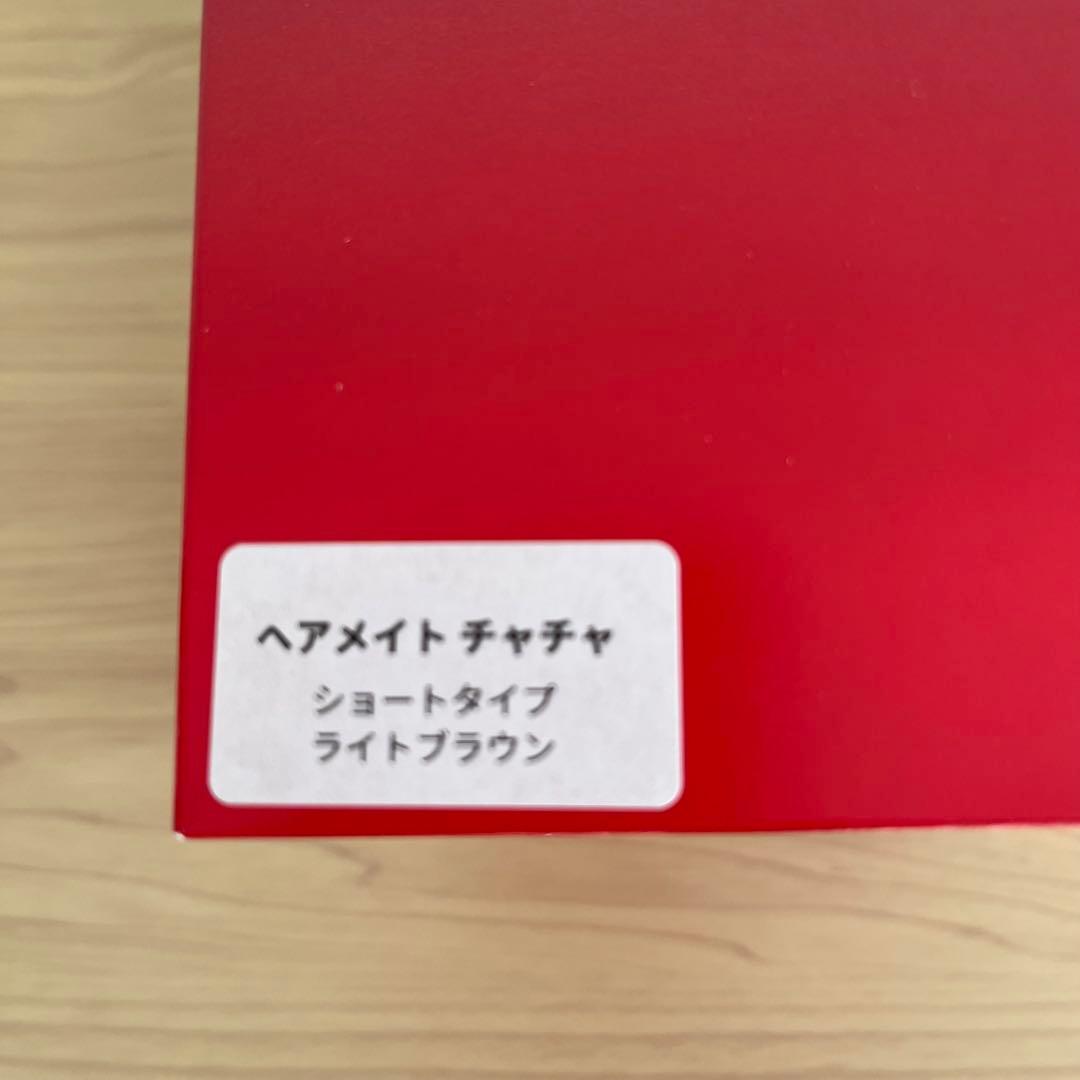 ヘアメイト チャチャ
ショートタイプ
ライトブラウン